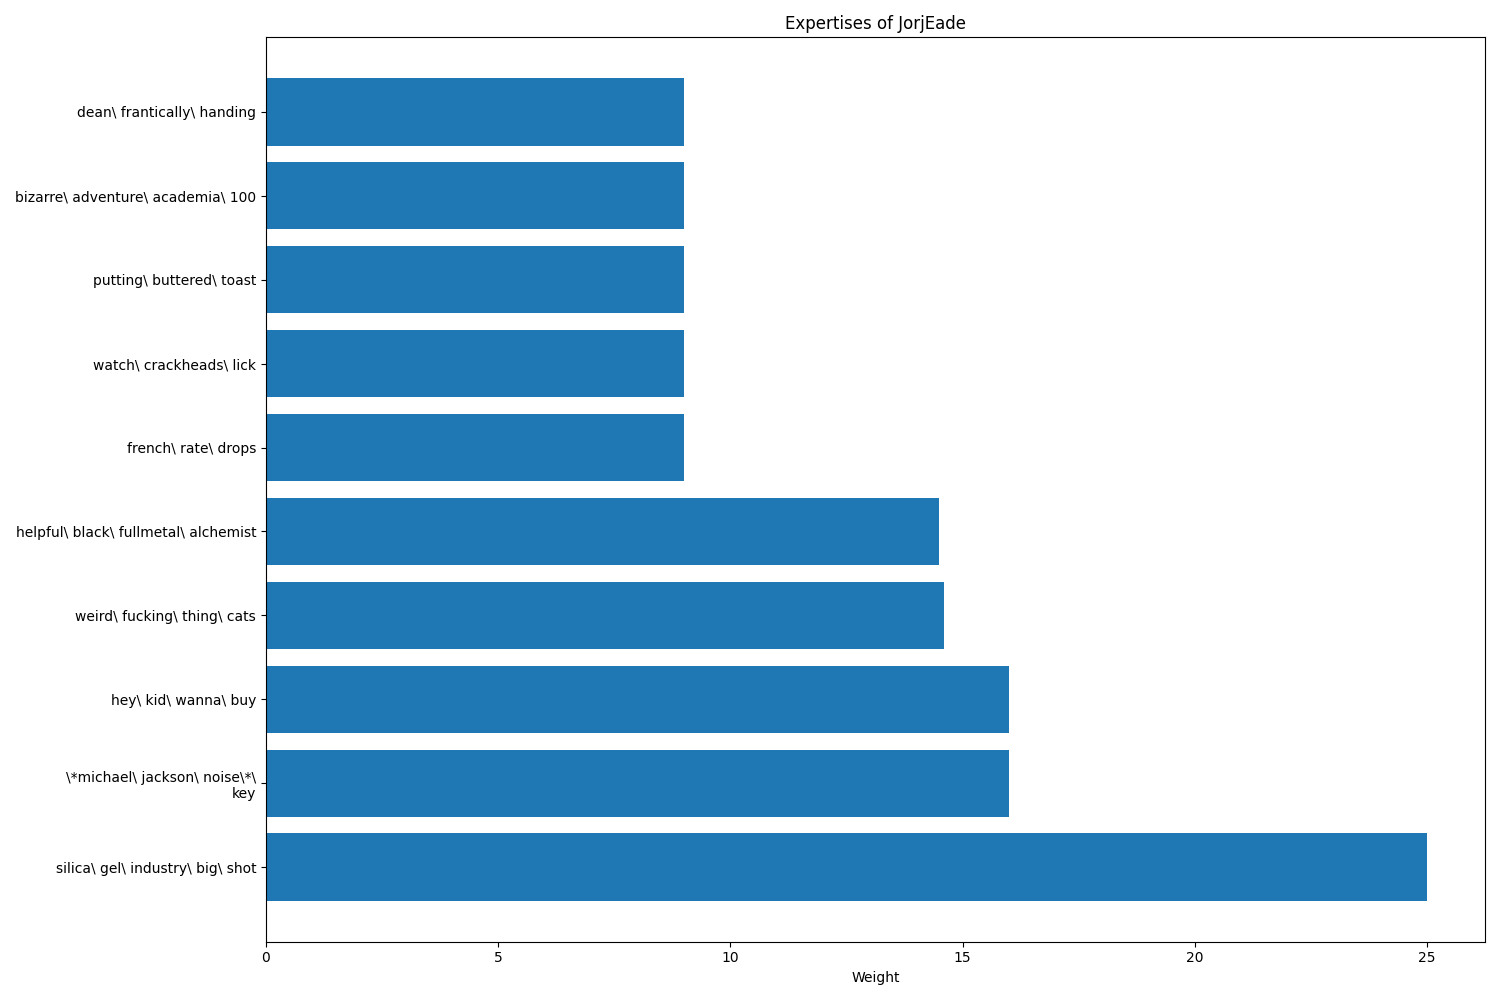 Expertises of JorjEade
dean\ frantically\ handing
bizarre\ adventure\ academia\ 100
putting\ buttered\ toast
watch\ crackheads\ lick
french\ rate\ drops
helpful\ black\ fullmetal\ alchemist
weird\ fucking\ thing\ cats
hey\ kid\ wanna\ buy
\*michael\ jackson\ noise\*\
key
silica\ gel\ industry\ big\ shot
0 5 10 15 20 25
Weight